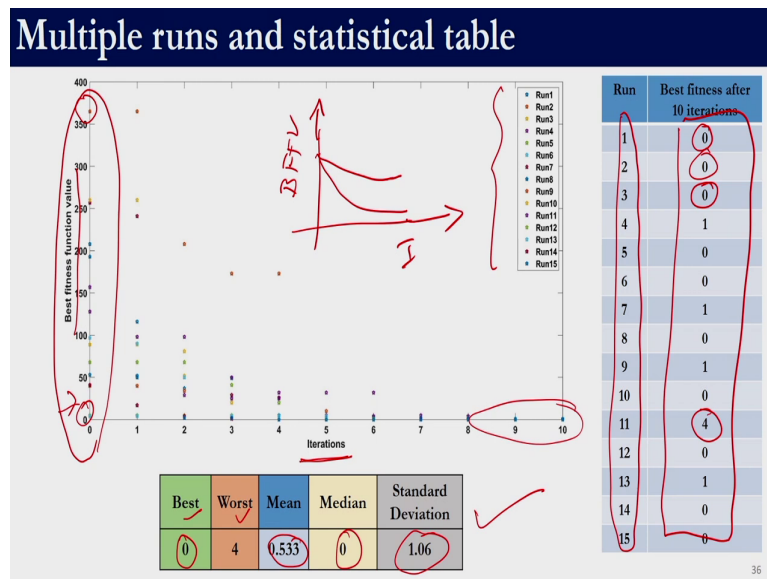 Multiple runs and statistical table
400
350
300
250
200
150
100
50
0
Best fitness function value
0 1 2 3 4 5 6 7 8 9 10
Iterations
BFFV
I
Run1
Run2
Run3
Run4
Run5
Run6
Run7
Run8
Run9
Run10
Run11
Run12
Run13
Run14
Run15
Run Best fitness after
10 iterations
1 0
2 0
3 0
4 1
5 0
6 0
7 1
8 0
9 1
10 0
11 4
12 0
13 1
14 0
15 0
Best Worst Mean Median Standard
Deviation
0 4 0.533 0 1.06
36